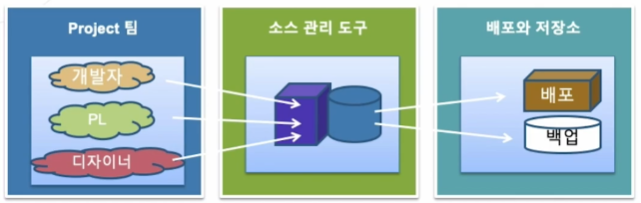 Project 팀
개발자
PL
디자이너
소스 관리 도구
배포와 저장소
배포
백업